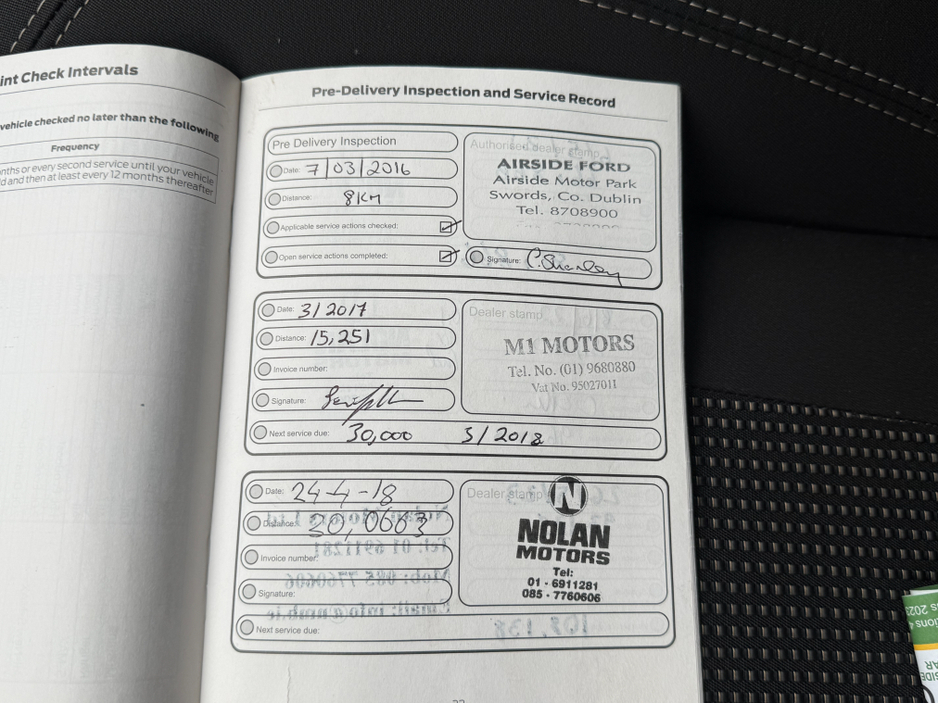 int Check Intervals
vehicle checked no later than the following
Frequency
nths or every second service until your vehicle
d and then at least every 12 months thereafter
Pre-Delivery Inspection and Service Record
Pre Delivery Inspection
Date: 7/03/2016
Distance: 8KM
Applicable service actions checked:
Open service actions completed:
Authorised dealer stamp
AIRSIDE FORD
Airside Motor Park
Swords, Co. Dublin
Tel. 8708900
Signature:
Date: 3/2017
Distance: 15,251
Invoice number:
Signature:
Dealer stamp
M1 MOTORS
Tel. No. (01) 9680880
Vat No. 95027011
Next service due: 30,000 3/2018
Date: 24-4-18
Distance: 30,0683
Invoice number:
Signature:
Next service due:
Dealer stamp
N
NOLAN
MOTORS
Tel:
01 - 6911281
085 - 7760606